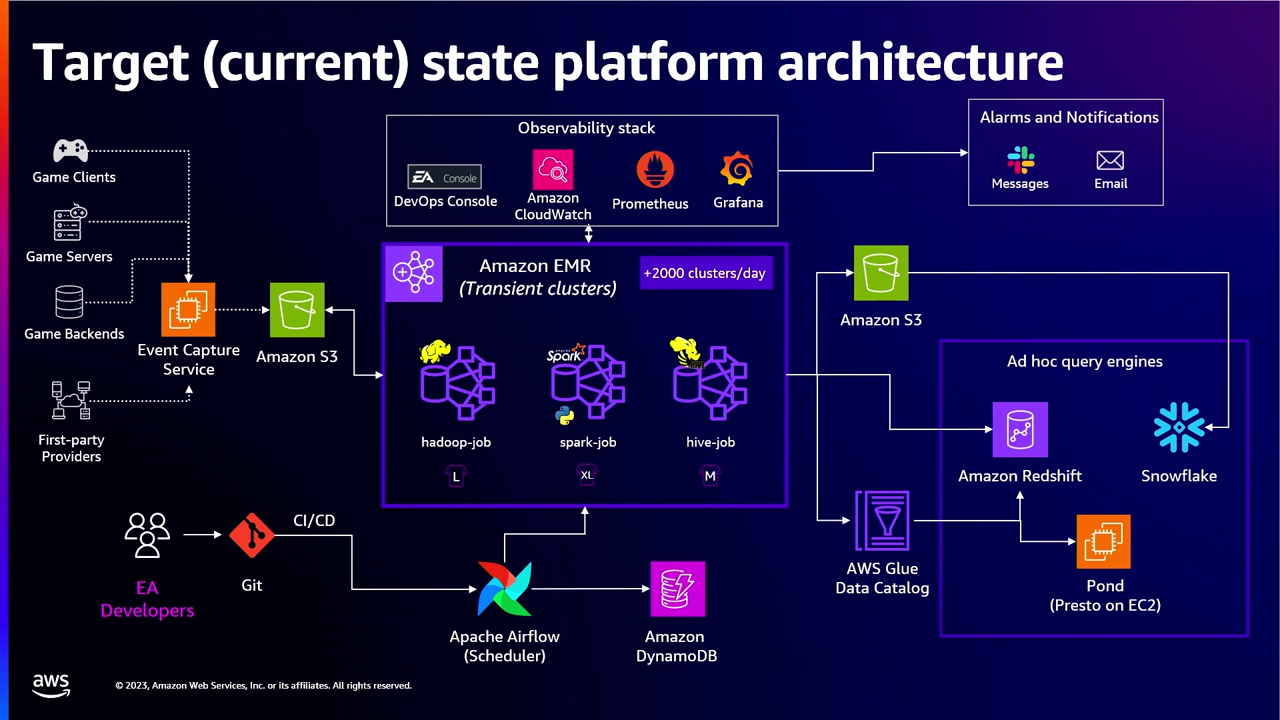 Target (current) state platform architecture
Game Clients
Game Servers
Game Backends
First-party
Providers
Event Capture
Service
Amazon S3
Observability stack
EA Console
DevOps Console
Amazon
CloudWatch
Prometheus
Grafana
Alarms and Notifications
Messages
Email
Amazon EMR
(Transient clusters)
+2000 clusters/day
hadoop-job
L
Spark
spark-job
XL
HIVE
hive-job
M
Amazon S3
Ad hoc query engines
Amazon Redshift
Snowflake
AWS Glue
Data Catalog
Pond
(Presto on EC2)
EA
Developers
Git
CI/CD
Apache Airflow
(Scheduler)
Amazon
DynamoDB
aws
© 2023, Amazon Web Services, Inc. or its affiliates. All rights reserved.